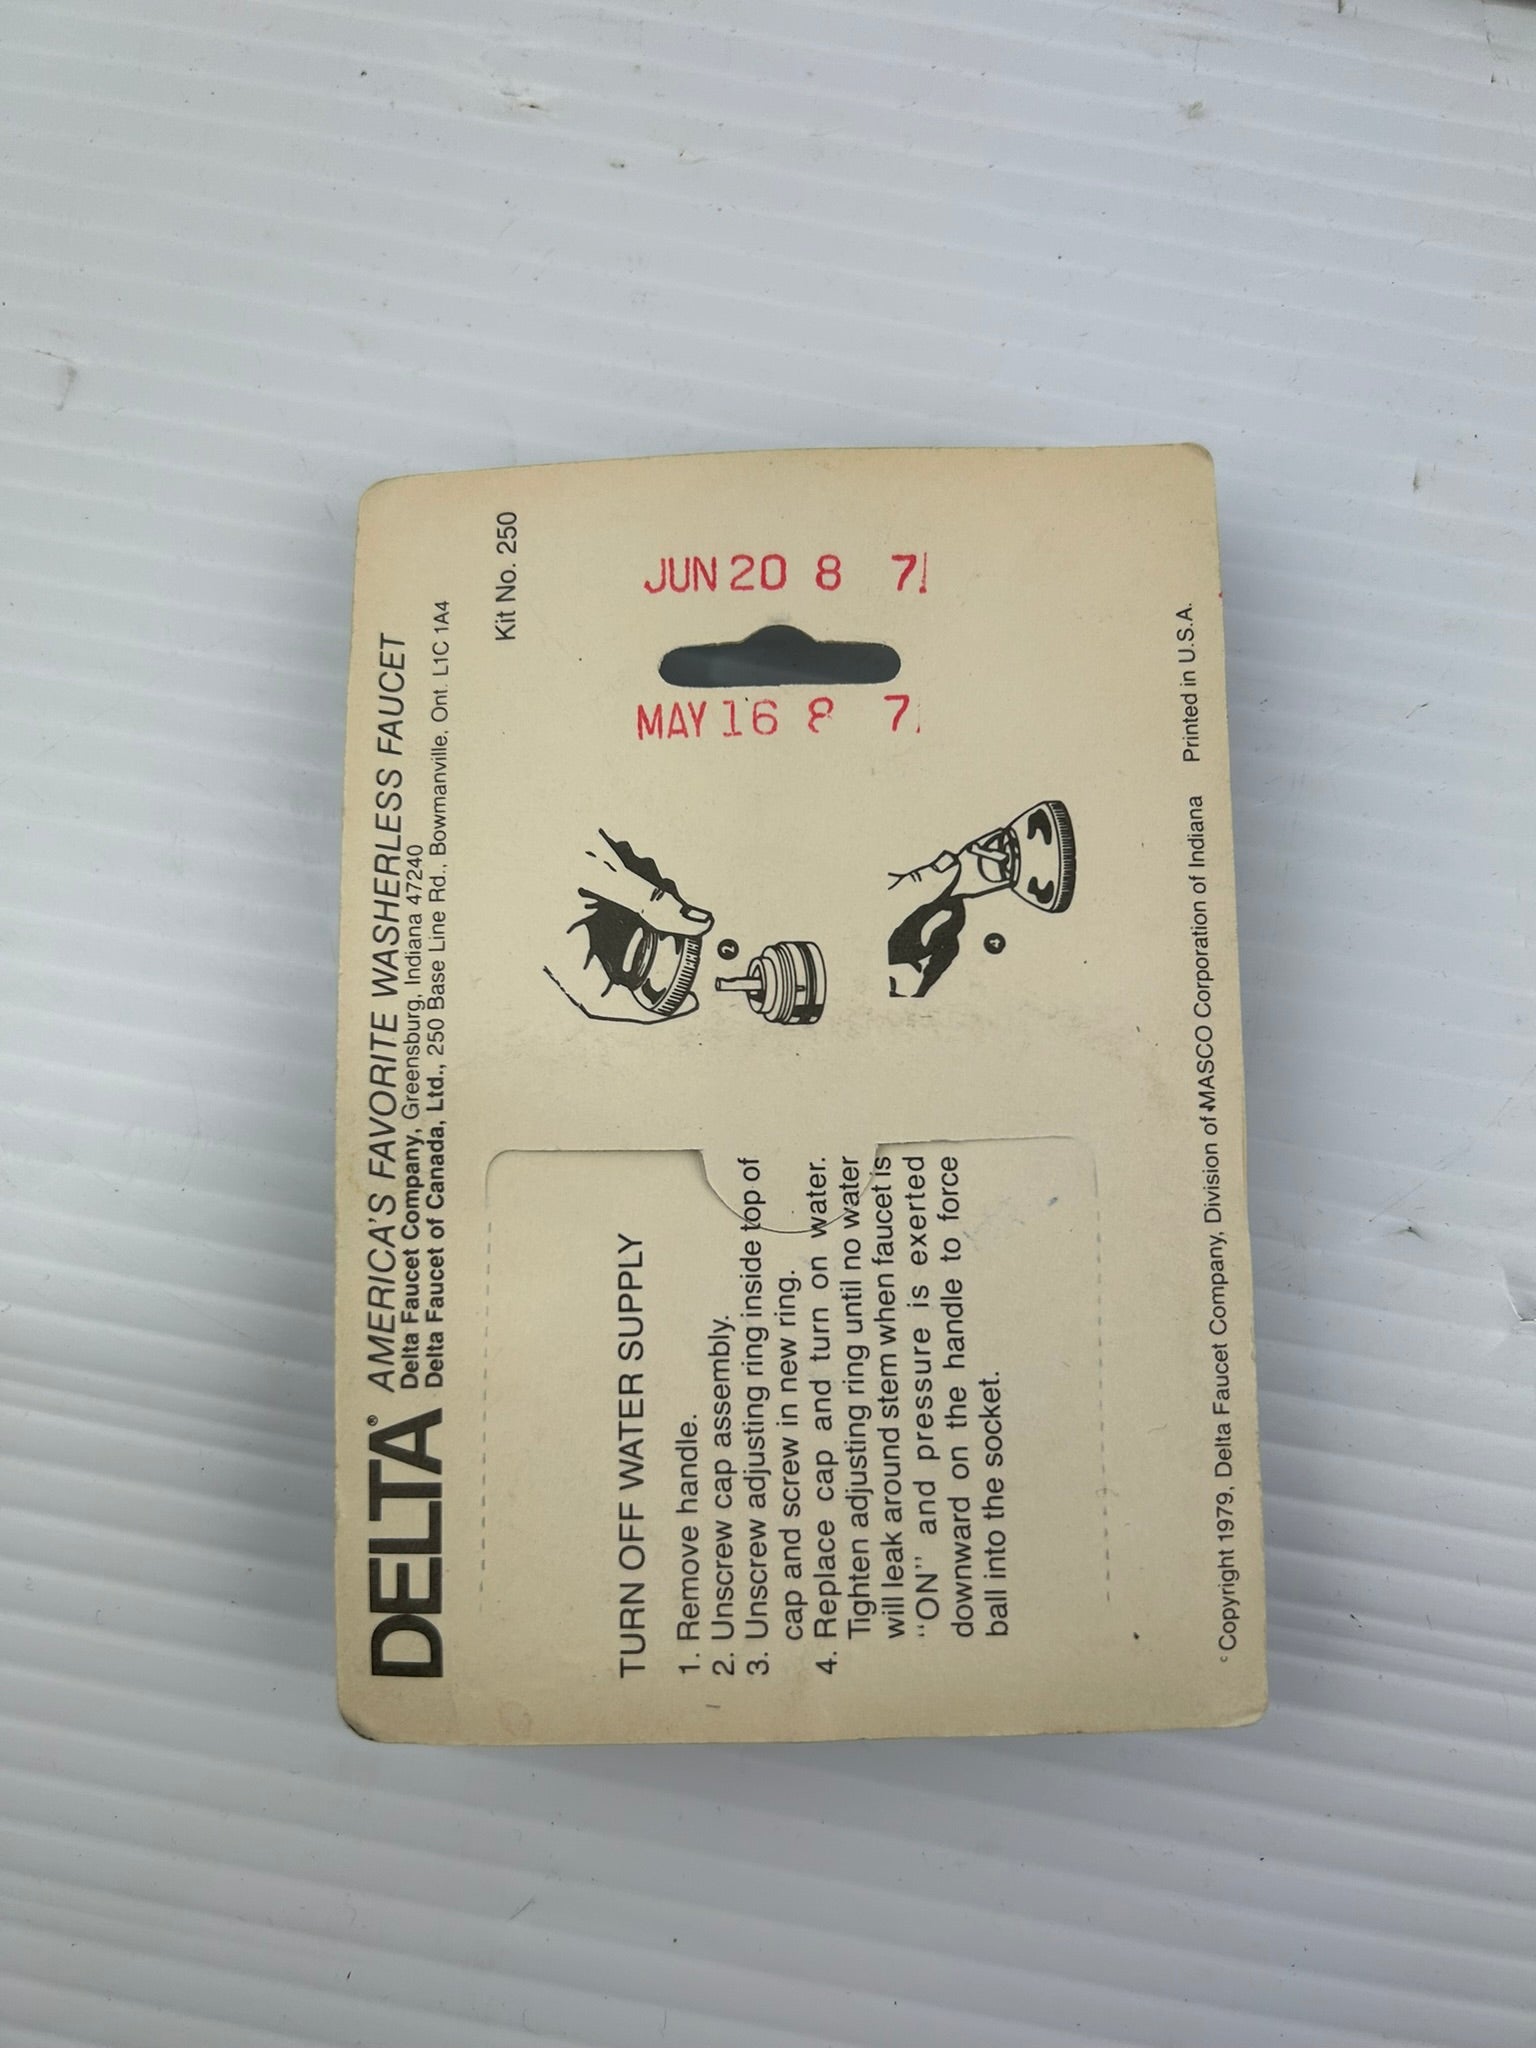 DELTA® AMERICA'S FAVORITE WASHERLESS FAUCET
Delta Faucet Company, Greensburg, Indiana 47240
Delta Faucet of Canada, Ltd., 250 Base Line Rd., Bowmanville, Ont. L1C 1A4
Kit No. 250
TURN OFF WATER SUPPLY
1. Remove handle.
2. Unscrew cap assembly.
3. Unscrew adjusting ring inside top of
cap and screw in new ring.
4. Replace cap and turn on water.
Tighten adjusting ring until no water
will leak around stem when faucet is
"ON" and pressure is exerted
downward on the handle to force
ball into the socket.
2
4
MAY 16 8 7
JUN 20 8 7
© Copyright 1979, Delta Faucet Company, Division of MASCO Corporation of Indiana Printed in U.S.A.